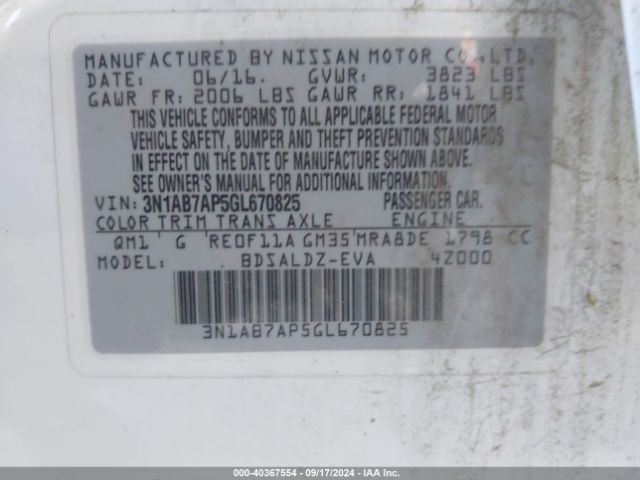 MANUFACTURED BY NISSAN MOTOR CO.,LTD.
DATE: 06/16. GVWR: 3823 LBS
GAWR FR: 2006 LBS GAWR RR: 1841 LBS
THIS VEHICLE CONFORMS TO ALL APPLICABLE FEDERAL MOTOR
VEHICLE SAFETY, BUMPER AND THEFT PREVENTION STANDARDS
IN EFFECT ON THE DATE OF MANUFACTURE SHOWN ABOVE.
SEE OWNER'S MANUAL FOR ADDITIONAL INFORMATION.
VIN: 3N1AB7AP5GL670825 PASSENGER CAR.
COLOR TRIM TRANS AXLE ENGINE
QM1 G RE0F11A GM35 MRA8DE 1798 CC
MODEL: BDSALDZ-EVA 4Z000
3N1AB7AP5GL670825
000-40367554 - 09/17/2024 - IAAI.com